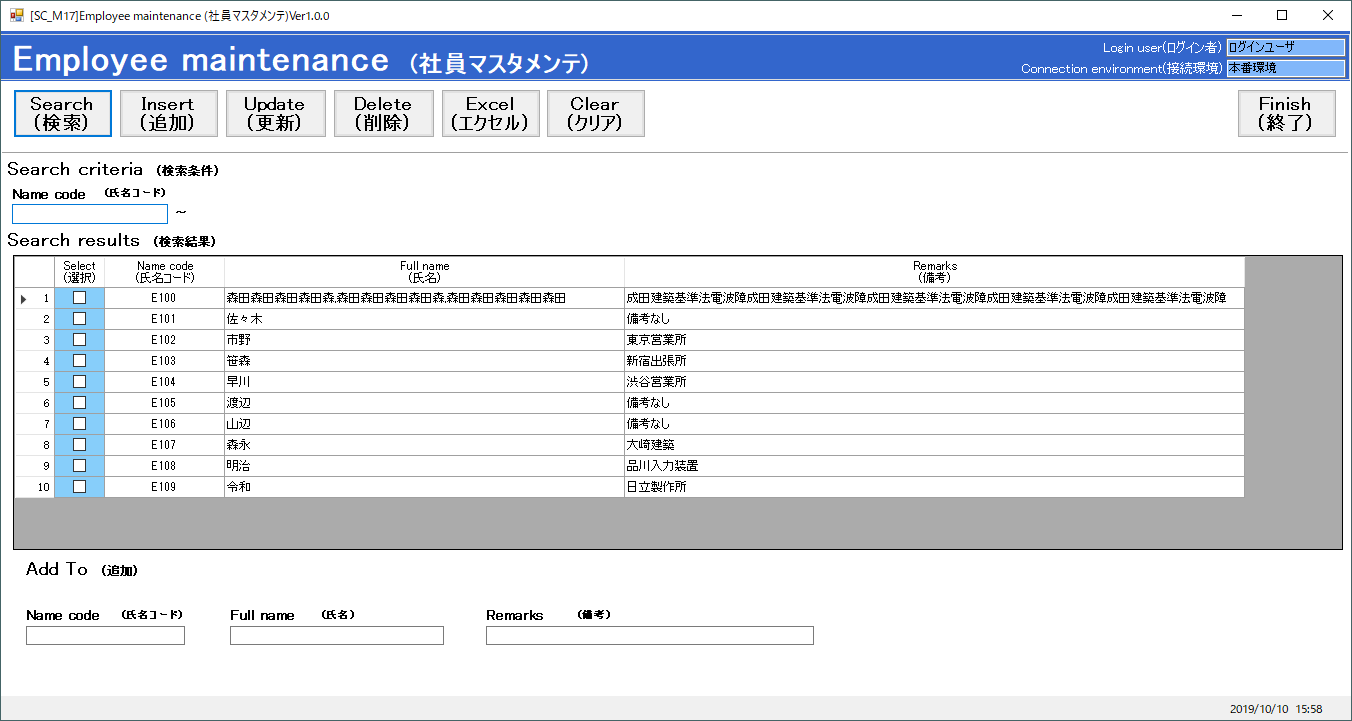 [SC_M17]Employee maintenance (社員マスタメンテ)Ver1.0.0
Employee maintenance (社員マスタメンテ)
Login user(ログイン者) ログインユーザ
Connection environment(接続環境) 本番環境
Search Insert Update Delete Excel Clear Finish
(検索) (追加) (更新) (削除) (エクセル) (クリア) (終了)
Search criteria (検索条件)
Name code (氏名コード)
~
Search results (検索結果)
Select Name code Full name Remarks
(選択) (氏名コード) (氏名) (備考)
1 E100 森田森田森田森田森,森田森田森田森田森,森田森田森田森田森田 成田建築基準法電波障成田建築基準法電波障成田建築基準法電波障成田建築基準法電波障成田建築基準法電波障
2 E101 佐々木 備考なし
3 E102 市野 東京営業所
4 E103 笹森 新宿出張所
5 E104 早川 渋谷営業所
6 E105 渡辺 備考なし
7 E106 山辺 備考なし
8 E107 森永 大崎建築
9 E108 明治 品川入力装置
10 E109 令和 日立製作所
Add To (追加)
Name code (氏名コード) Full name (氏名) Remarks (備考)
2019/10/10 15:58